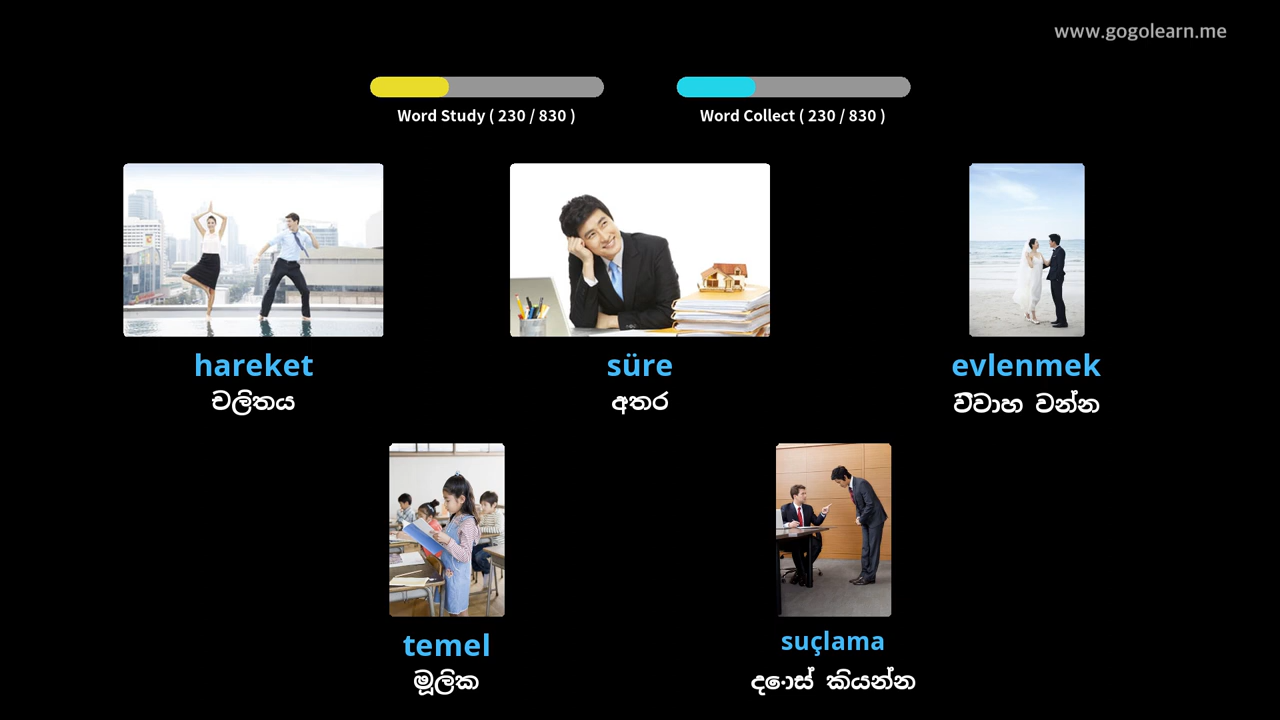 www.gogolearn.me
Word Study ( 230 / 830 )
Word Collect ( 230 / 830 )
hareket
චලිතය
süre
අතර
evlenmek
විවාහ වන්න
temel
මූලික
suçlama
දොස් කියන්න